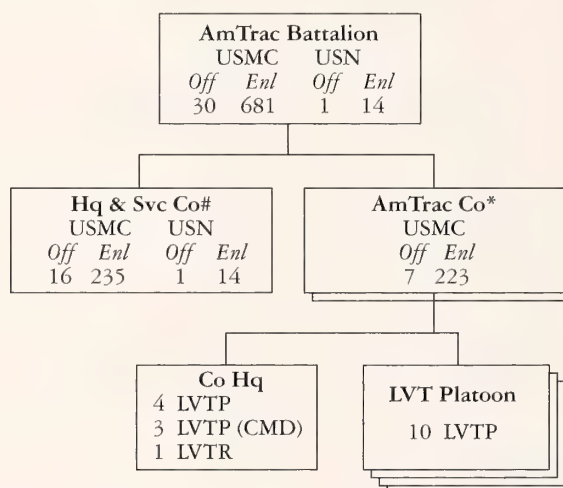 AmTrac Battalion
USMC USN
Off Enl Off Enl
30 681 1 14
Hq & Svc Co#
USMC USN
Off Enl Off Enl
16 235 1 14
AmTrac Co*
USMC
Off Enl
7 223
Co Hq
4 LVTP
3 LVTP (CMD)
1 LVTR
LVT Platoon
10 LVTP